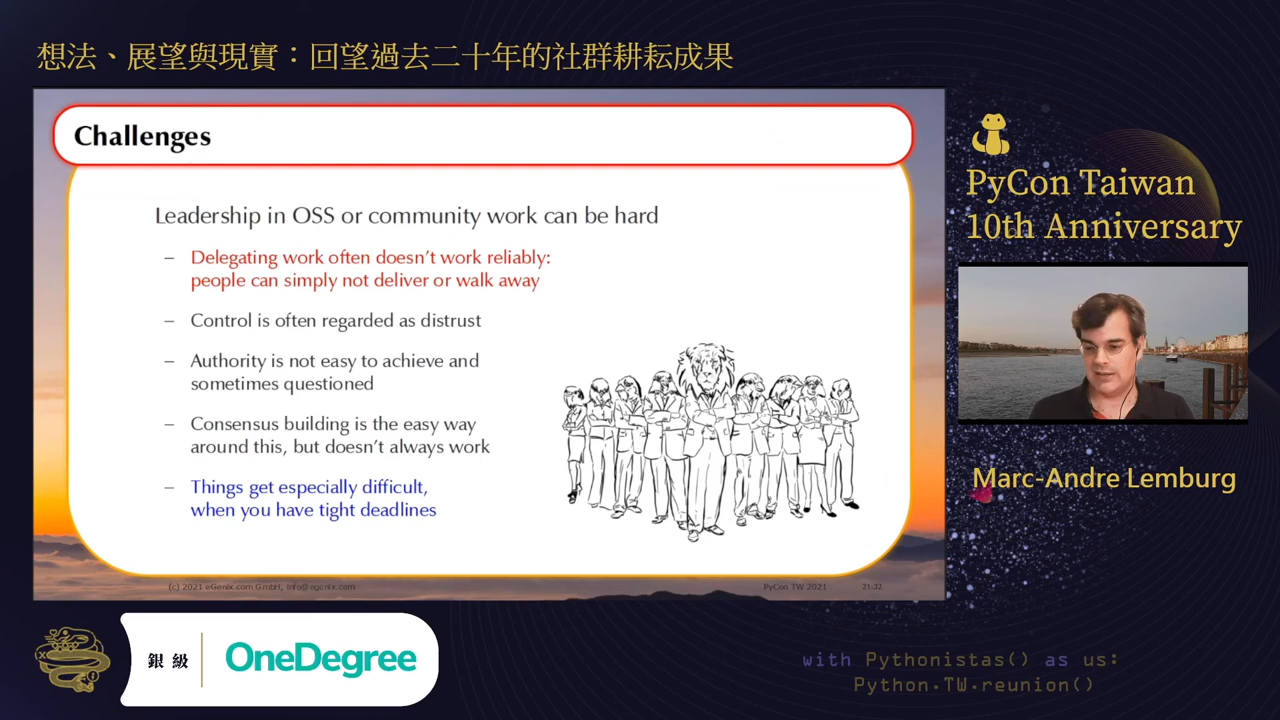 想法、展望與現實：回望過去二十年的社群耕耘成果
Challenges
Leadership in OSS or community work can be hard
– Delegating work often doesn't work reliably:
people can simply not deliver or walk away
– Control is often regarded as distrust
– Authority is not easy to achieve and
sometimes questioned
– Consensus building is the easy way
around this, but doesn't always work
– Things get especially difficult,
when you have tight deadlines
(c) 2021 eGenix.com GmbH, info@egenix.com
PyCon TW 2021
21:32
PyCon Taiwan
10th Anniversary
Marc-Andre Lemburg
銀級
OneDegree
with Pythonistas() as us:
Python.TW.reunion()